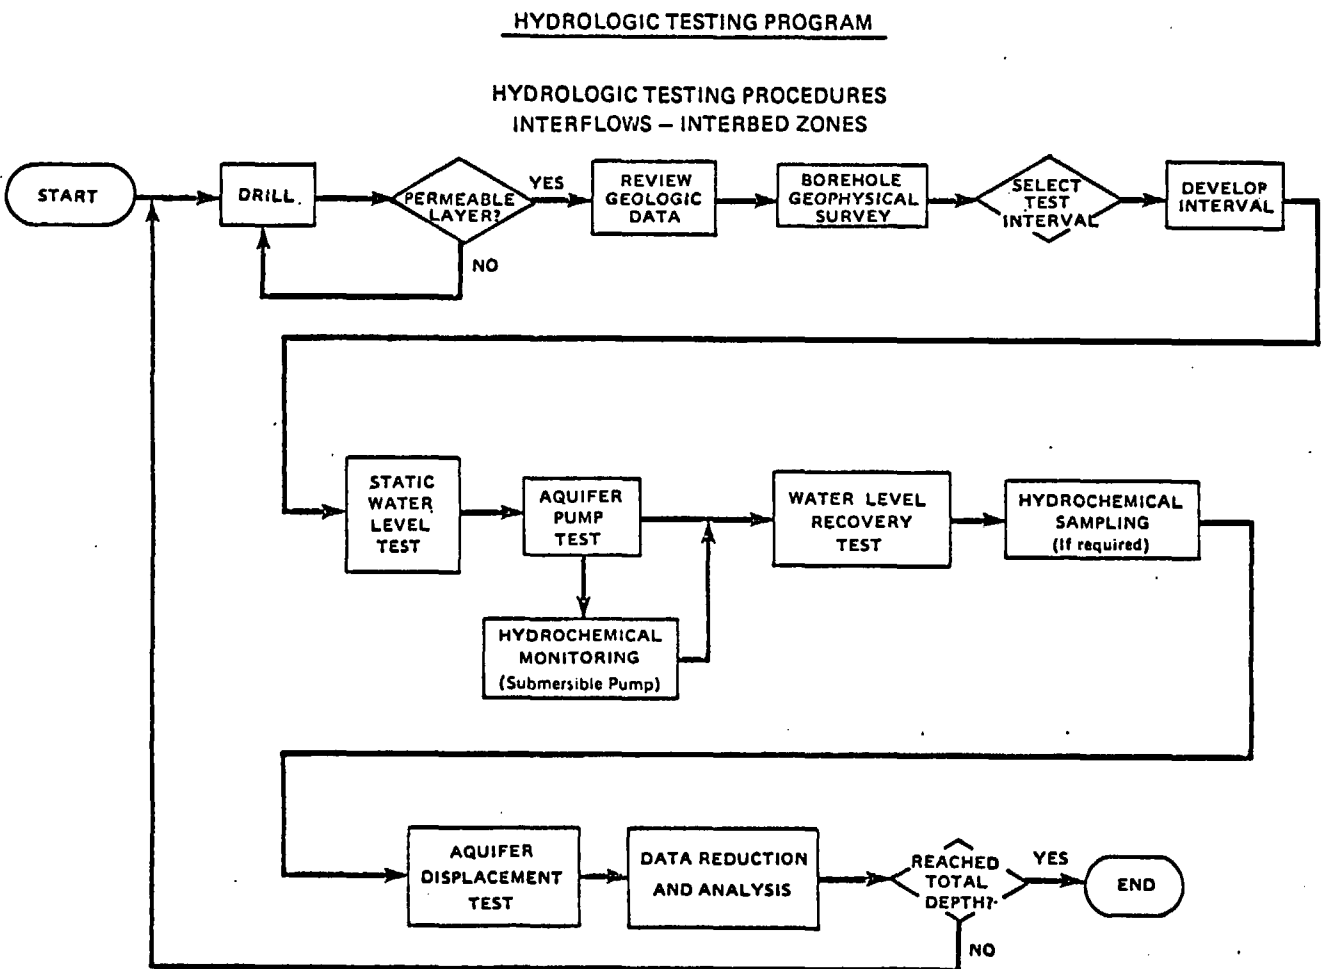 HYDROLOGIC TESTING PROGRAM
HYDROLOGIC TESTING PROCEDURES
INTERFLOWS – INTERBED ZONES
START
DRILL
PERMEABLE
LAYER?
YES
NO
REVIEW
GEOLOGIC
DATA
BOREHOLE
GEOPHYSICAL
SURVEY
SELECT
TEST
INTERVAL
DEVELOP
INTERVAL
STATIC
WATER
LEVEL
TEST
AQUIFER
PUMP
TEST
HYDROCHEMICAL
MONITORING
(Submersible Pump)
WATER LEVEL
RECOVERY
TEST
HYDROCHEMICAL
SAMPLING
(If required)
AQUIFER
DISPLACEMENT
TEST
DATA REDUCTION
AND ANALYSIS
REACHED
TOTAL
DEPTH?
YES
NO
END